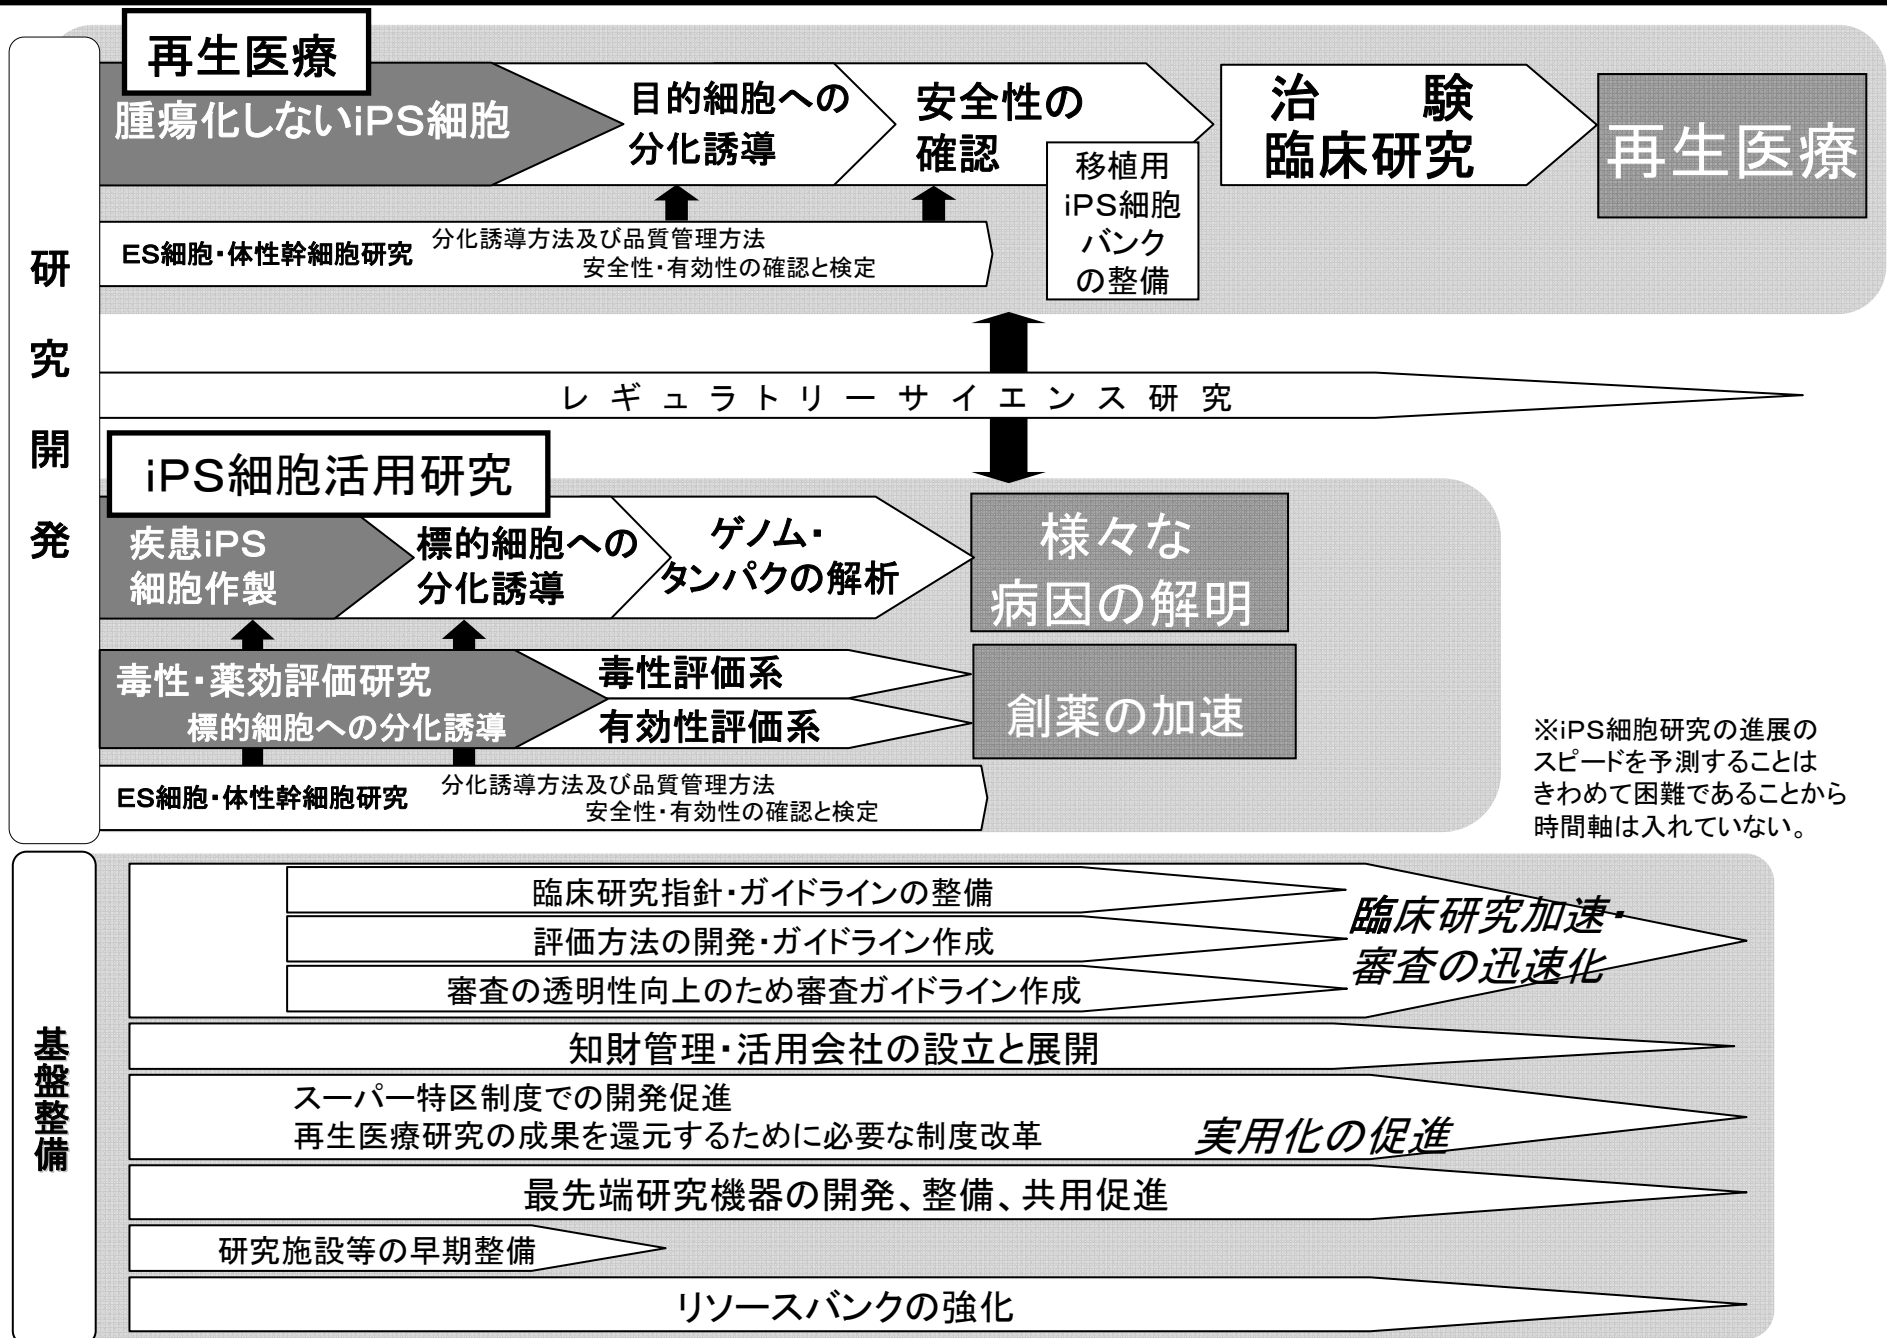 再生医療
研究開発
腫瘍化しないiPS細胞
目的細胞への
分化誘導
安全性の
確認
治　験
臨床研究
再生医療
移植用
iPS細胞
バンク
の整備
ES細胞・体性幹細胞研究
分化誘導方法及び品質管理方法
安全性・有効性の確認と検定
レギュラトリーサイエンス研究
iPS細胞活用研究
疾患iPS
細胞作製
標的細胞への
分化誘導
ゲノム・
タンパクの解析
様々な
病因の解明
毒性・薬効評価研究
標的細胞への分化誘導
毒性評価系
有効性評価系
創薬の加速
ES細胞・体性幹細胞研究
分化誘導方法及び品質管理方法
安全性・有効性の確認と検定
※iPS細胞研究の進展の
スピードを予測することは
きわめて困難であることから
時間軸は入れていない。
基盤整備
臨床研究指針・ガイドラインの整備
評価方法の開発・ガイドライン作成
審査の透明性向上のため審査ガイドライン作成
臨床研究加速・
審査の迅速化
知財管理・活用会社の設立と展開
スーパー特区制度での開発促進
再生医療研究の成果を還元するために必要な制度改革
実用化の促進
最先端研究機器の開発、整備、共用促進
研究施設等の早期整備
リソースバンクの強化